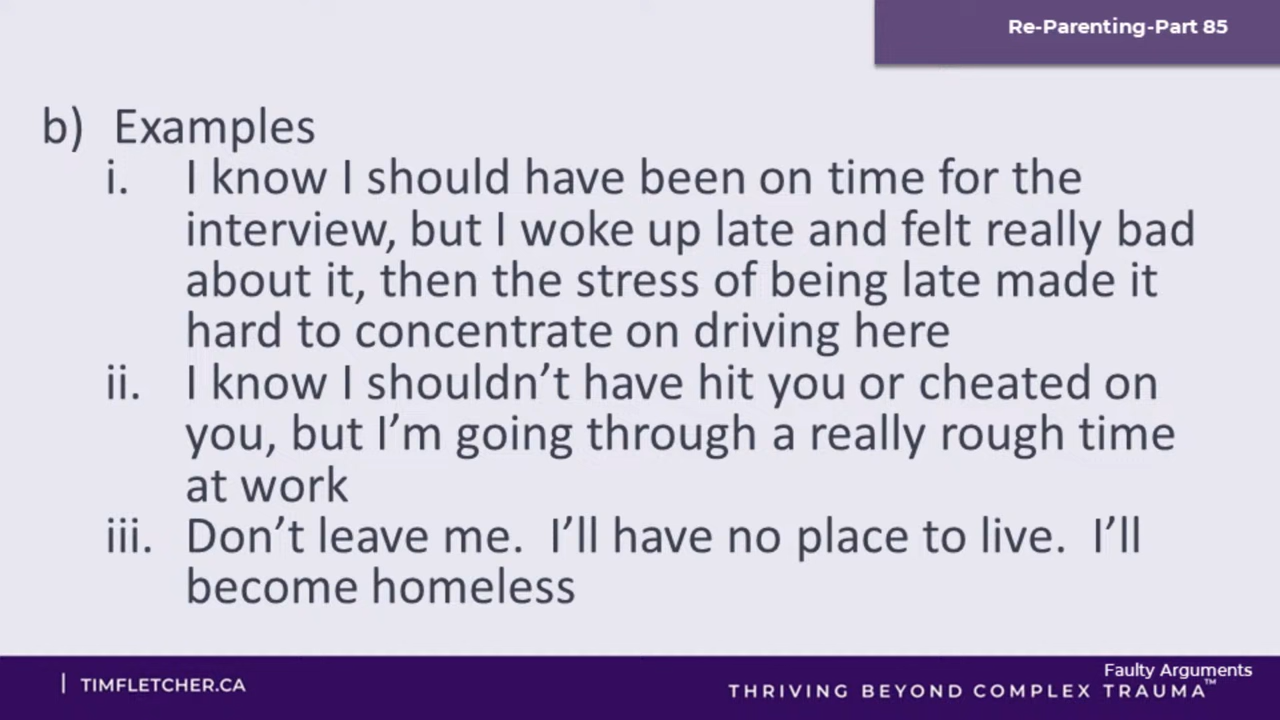 Re-Parenting-Part 85
b) Examples
i. I know I should have been on time for the
interview, but I woke up late and felt really bad
about it, then the stress of being late made it
hard to concentrate on driving here
ii. I know I shouldn’t have hit you or cheated on
you, but I’m going through a really rough time
at work
iii. Don’t leave me. I’ll have no place to live. I’ll
become homeless
Faulty Arguments
| TIMFLETCHER.CA
THRIVING BEYOND COMPLEX TRAUMA™